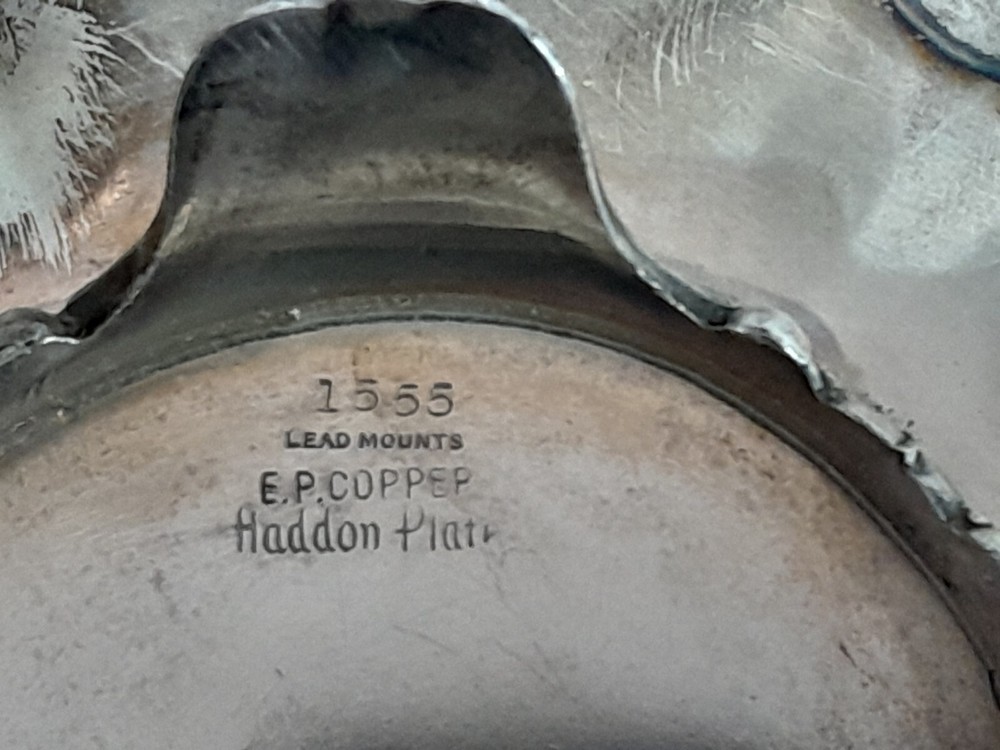 1555
LEAD MOUNTS
E.P.COPPER
Haddon Plate